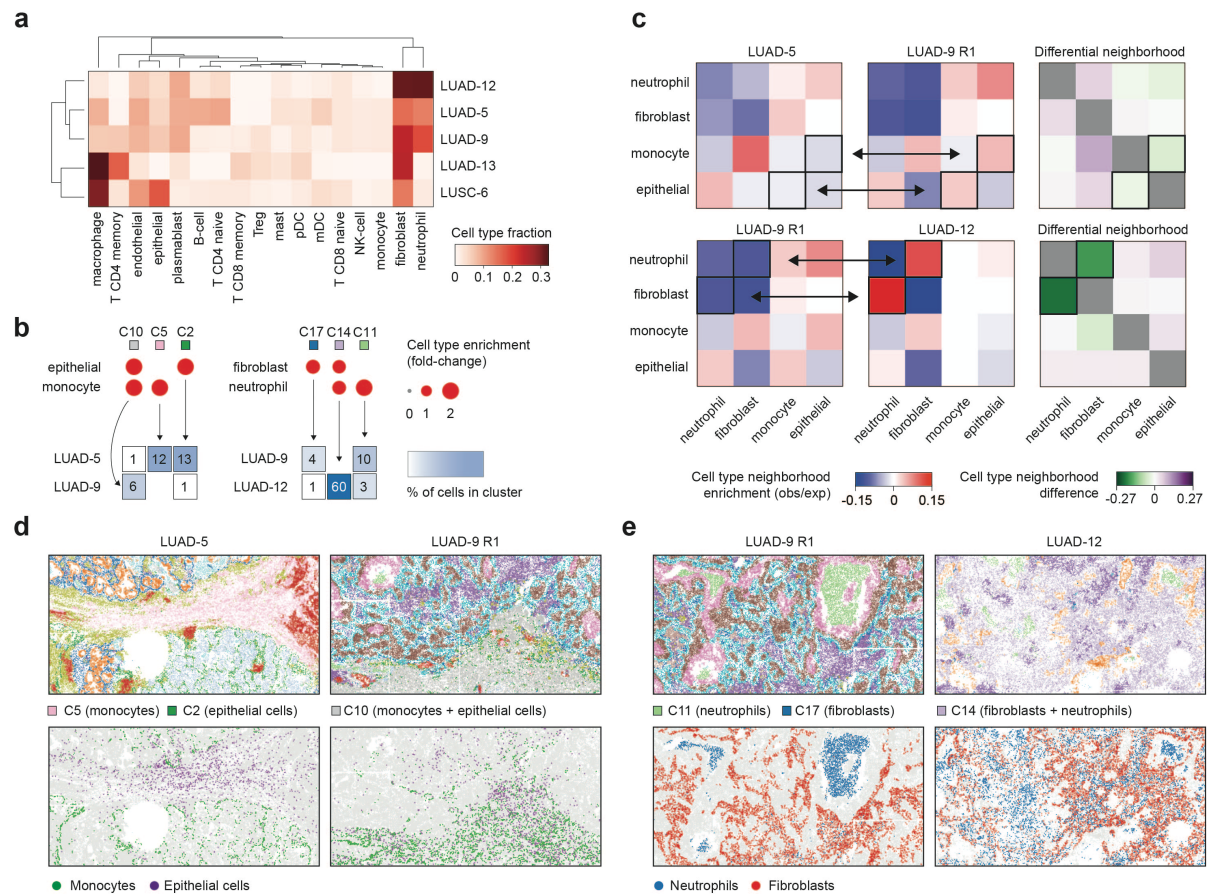 a
LUAD-12
LUAD-5
LUAD-9
LUAD-13
LUSC-6
macrophage
T CD4 memory
endothelial
epithelial
plasmablast
B-cell
T CD4 naive
T CD8 memory
Treg
mast
pDC
mDC
T CD8 naive
NK-cell
monocyte
fibroblast
neutrophil
Cell type fraction
0 0.1 0.2 0.3
b
C10 C5 C2
epithelial
monocyte
LUAD-5 1 12 13
LUAD-9 6 1
C17 C14 C11
fibroblast
neutrophil
LUAD-9 4 10
LUAD-12 1 60 3
Cell type enrichment
(fold-change)
0 1 2
% of cells in cluster
c
LUAD-5 LUAD-9 R1 Differential neighborhood
neutrophil
fibroblast
monocyte
epithelial
LUAD-9 R1 LUAD-12 Differential neighborhood
neutrophil
fibroblast
monocyte
epithelial
neutrophil fibroblast monocyte epithelial neutrophil fibroblast monocyte epithelial neutrophil fibroblast monocyte epithelial
Cell type neighborhood
enrichment (obs/exp)
-0.15 0 0.15
Cell type neighborhood
difference
-0.27 0 0.27
d
LUAD-5 LUAD-9 R1
C5 (monocytes) C2 (epithelial cells) C10 (monocytes + epithelial cells)
Monocytes Epithelial cells
e
LUAD-9 R1 LUAD-12
C11 (neutrophils) C17 (fibroblasts) C14 (fibroblasts + neutrophils)
Neutrophils Fibroblasts